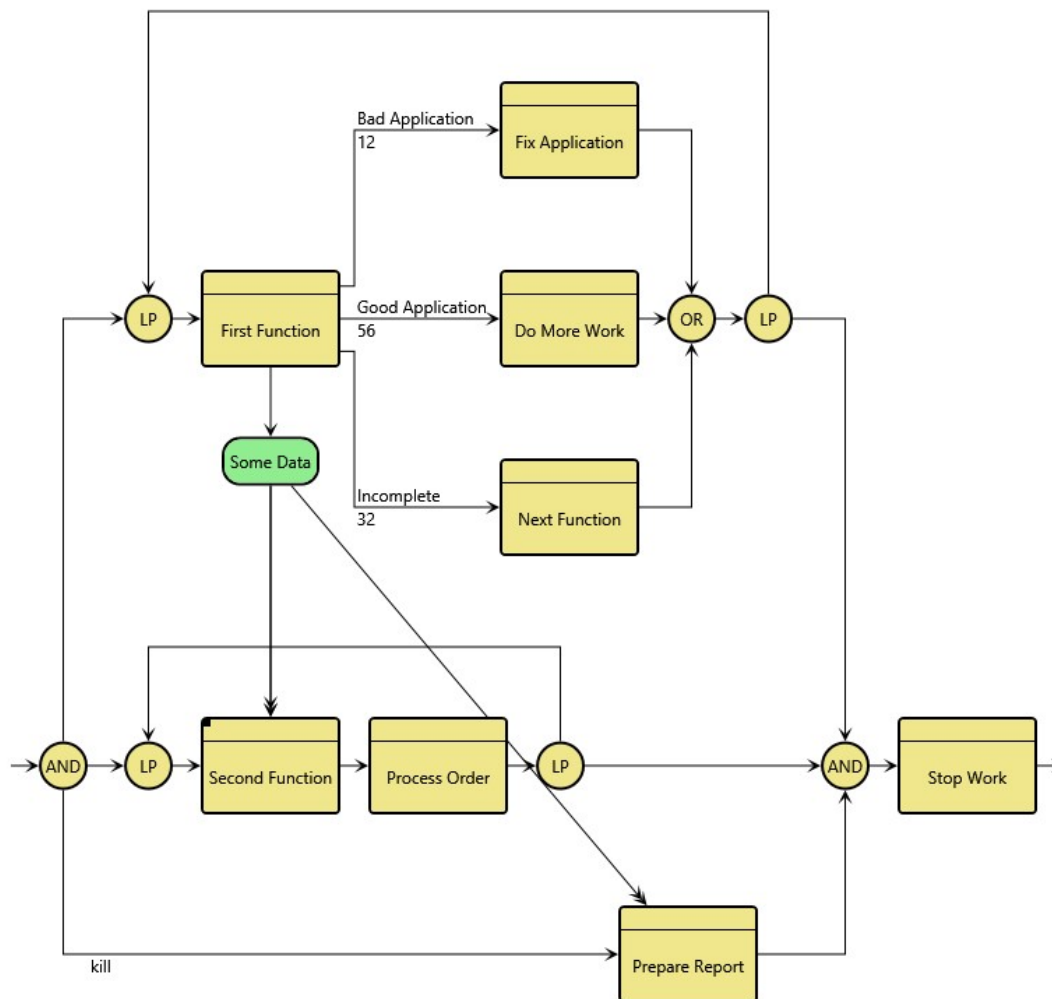 Bad Application
12
Fix Application
LP
First Function
Good Application
56
Do More Work
OR
LP
Some Data
Incomplete
32
Next Function
AND
LP
Second Function
Process Order
LP
AND
Stop Work
kill
Prepare Report